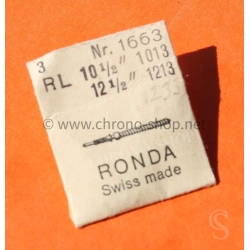 3
Nr. 1663
RL 10 1/2" 1013
12 1/2" 1213
RONDA
Swiss made
www.chrono-shop.net